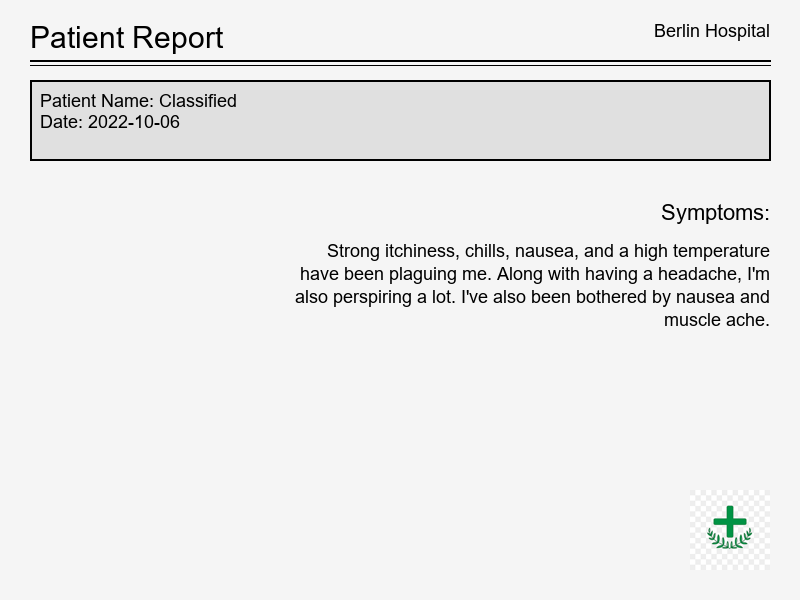 Patient Report
Berlin Hospital
Patient Name: Classified
Date: 2022-10-06
Symptoms:
Strong itchiness, chills, nausea, and a high temperature
have been plaguing me. Along with having a headache, I'm
also perspiring a lot. I've also been bothered by nausea and
muscle ache.